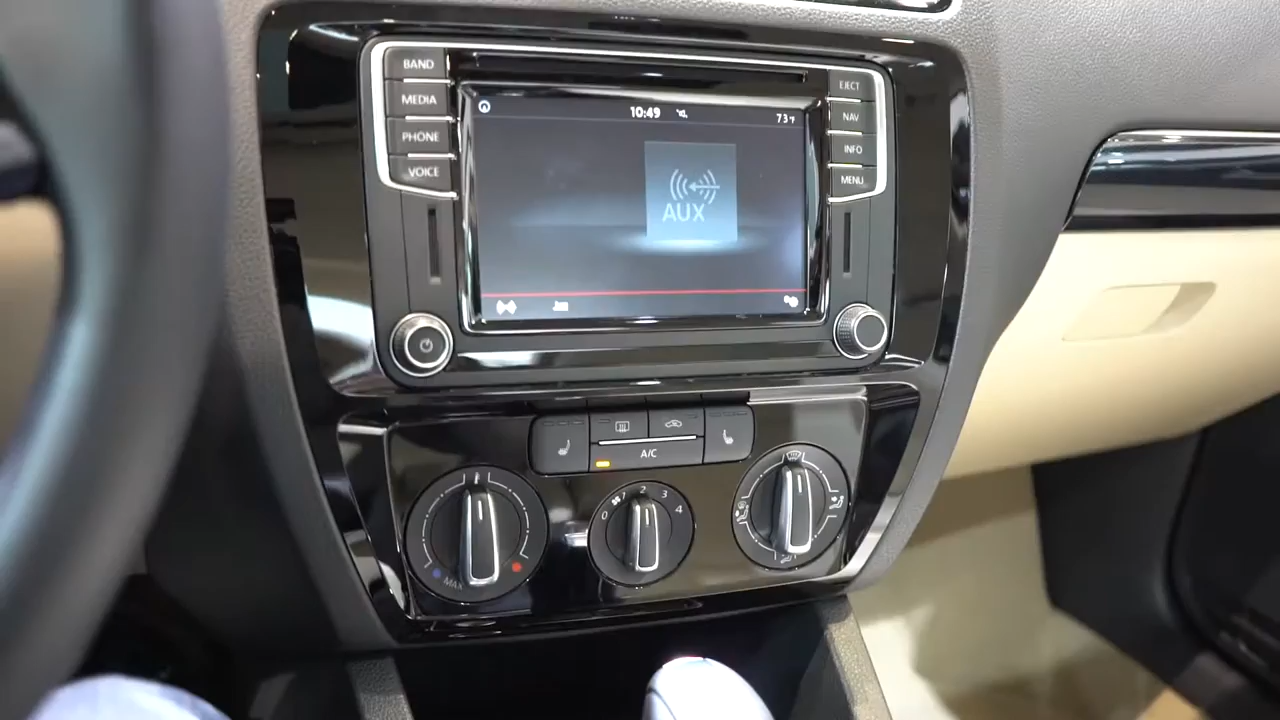 BAND
MEDIA
PHONE
VOICE
10:49
73°F
AUX
EJECT
NAV
INFO
MENU
A/C
MAX
0 1 2 3 4